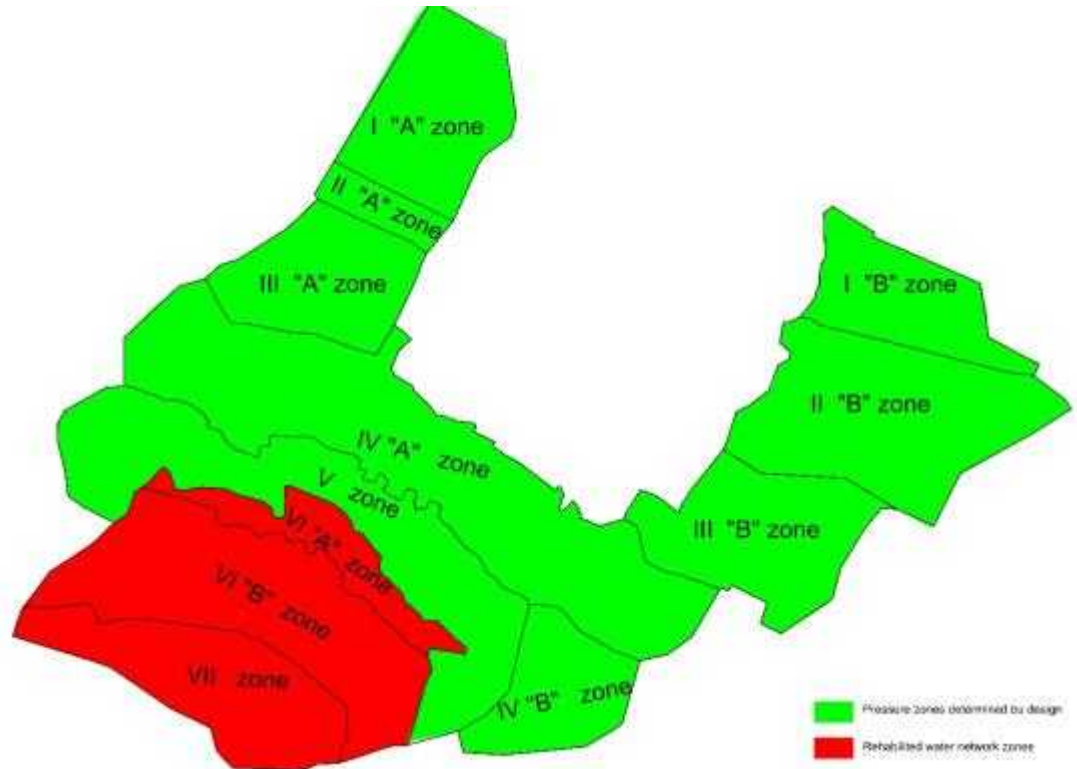 I "A" zone
II "A" zone
III "A" zone
I "B" zone
II "B" zone
IV "A" zone
V zone
III "B" zone
VI "A" zone
VI "B" zone
VII zone
IV "B" zone
Pressure zones determined by design
Rehabilited water network zones